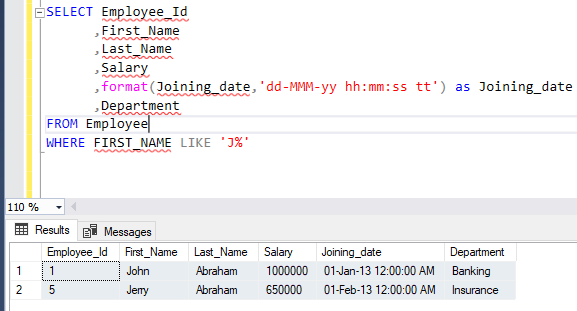 SELECT Employee_Id
,First_Name
,Last_Name
,Salary
,format(Joining_date,'dd-MMM-yy hh:mm:ss tt') as Joining_date
,Department
FROM Employee
WHERE FIRST_NAME LIKE 'J%'
110 %
Results Messages
Employee_Id First_Name Last_Name Salary Joining_date Department
1 1 John Abraham 1000000 01-Jan-13 12:00:00 AM Banking
2 5 Jerry Abraham 650000 01-Feb-13 12:00:00 AM Insurance